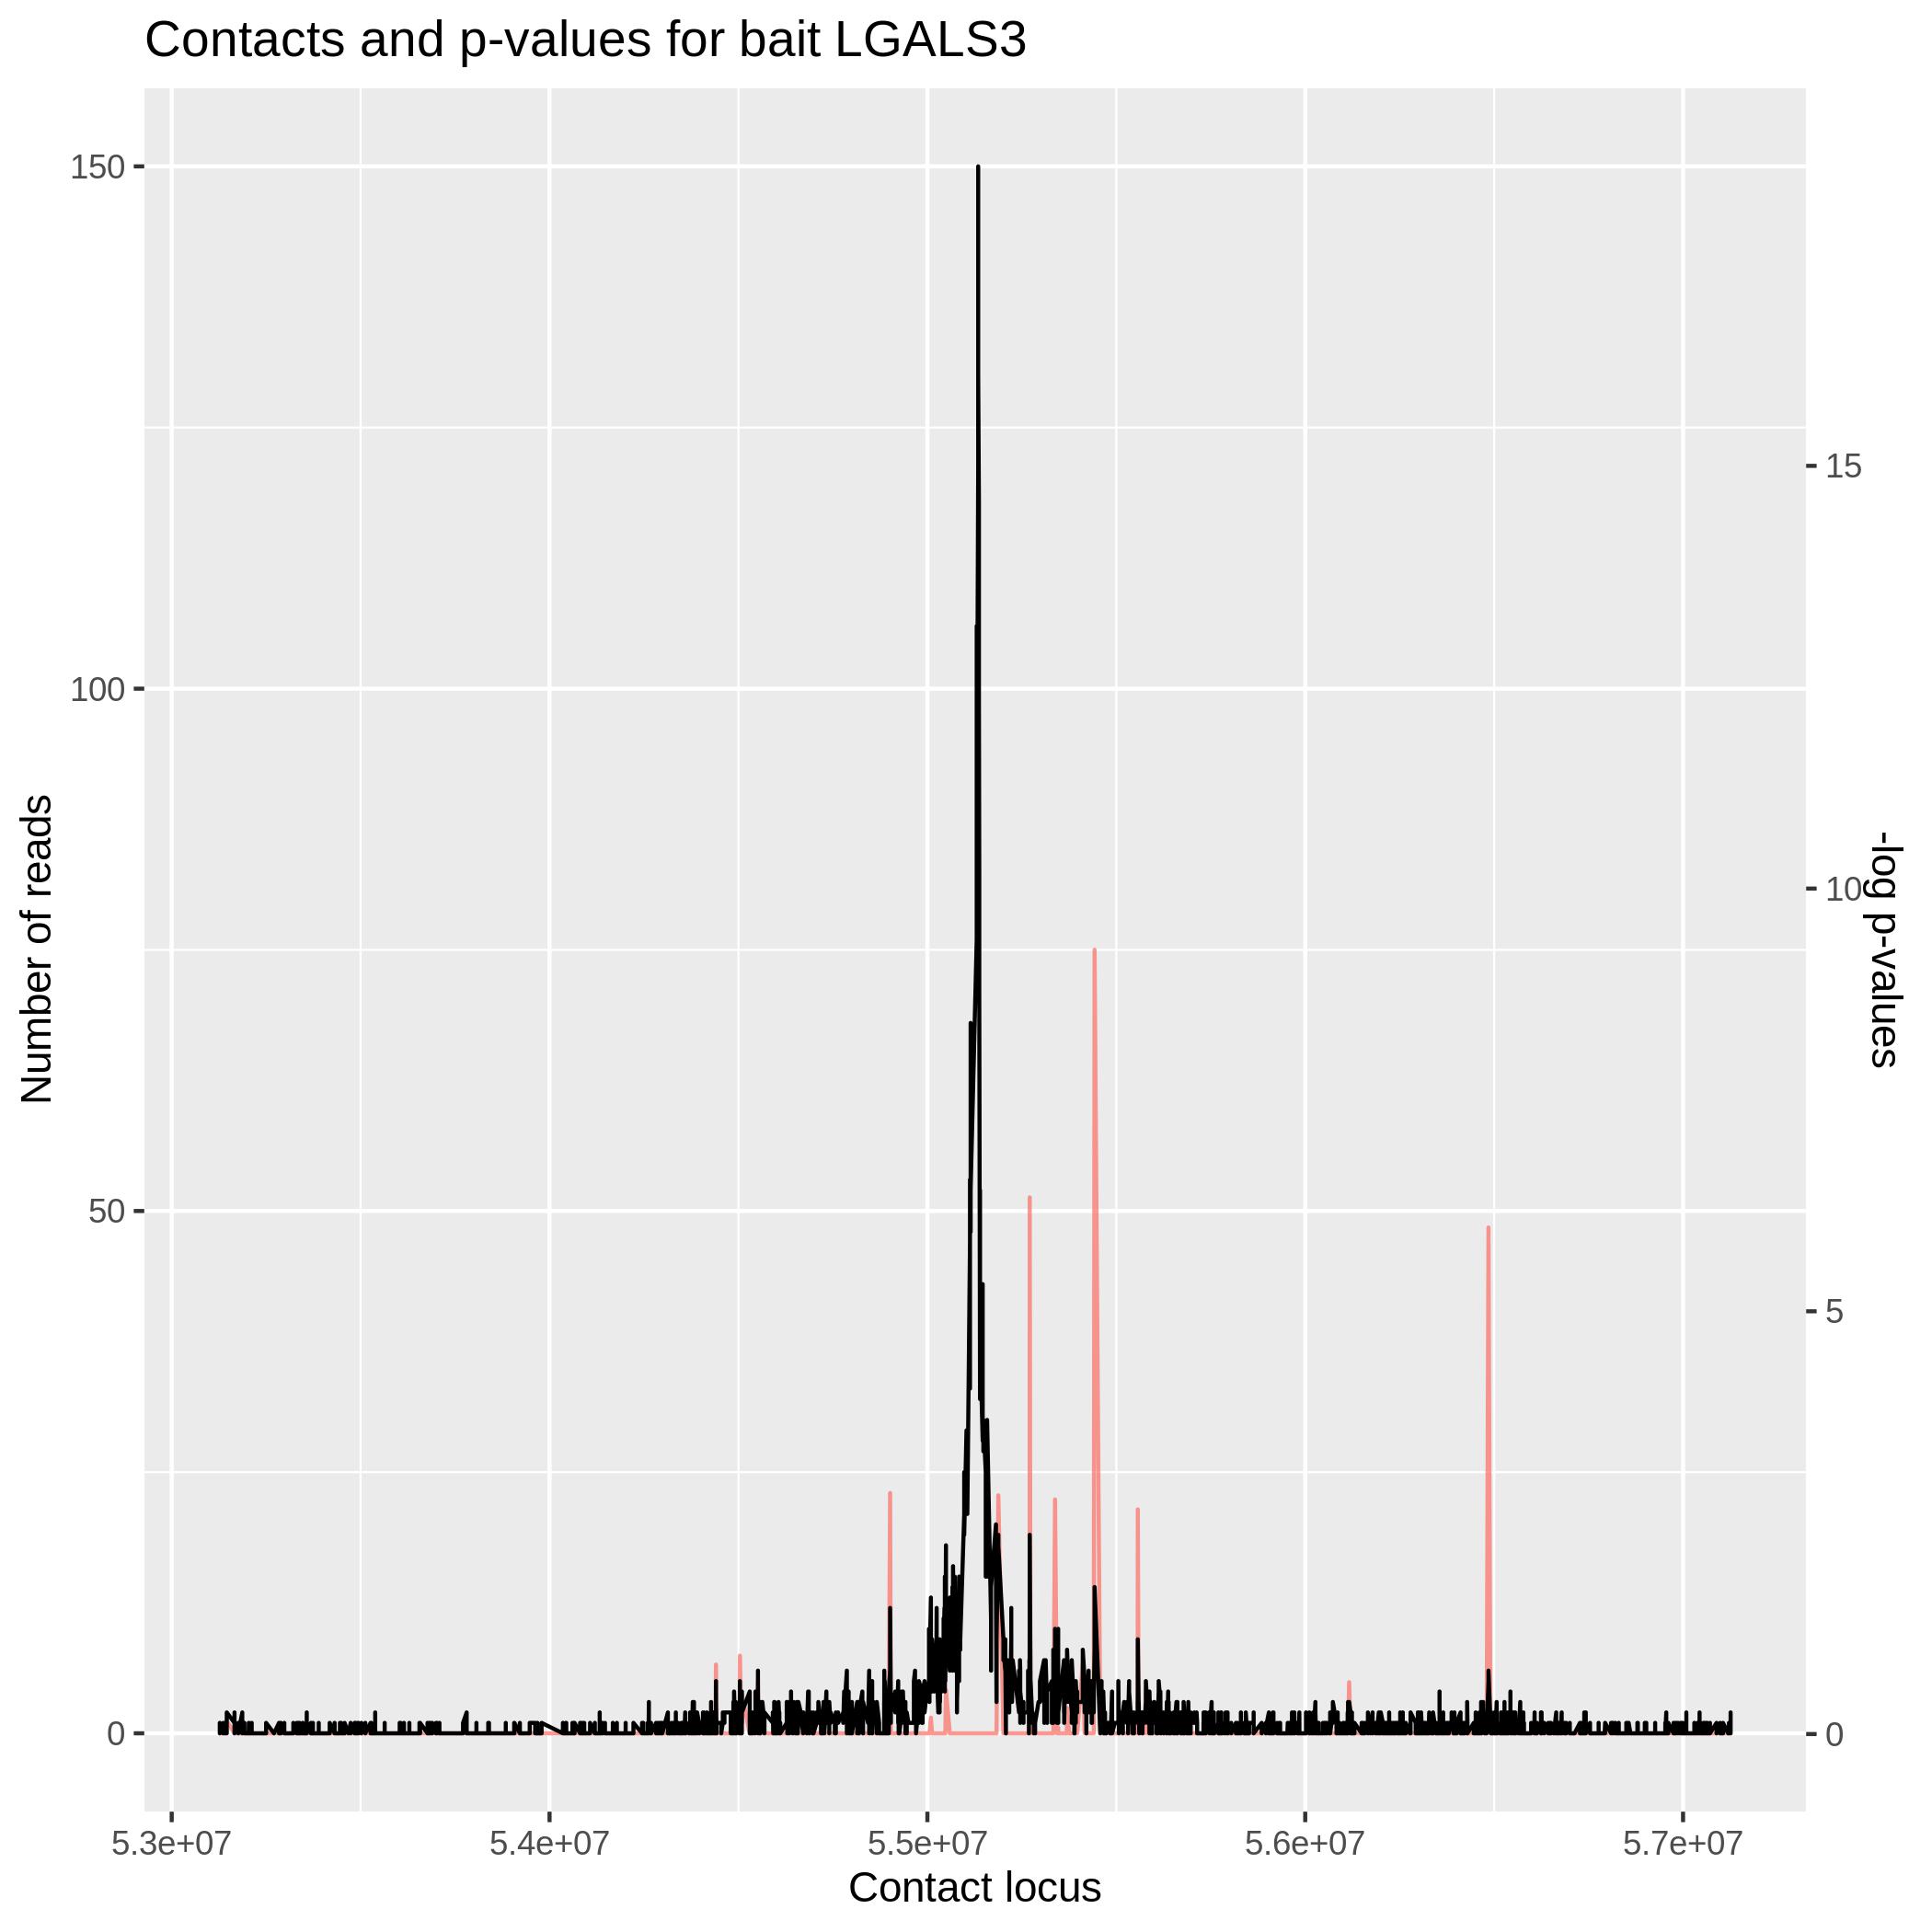 Contacts and p-values for bait LGALS3
150
100
50
0
Number of reads
15
10
5
0
-log p-values
5.3e+07
5.4e+07
5.5e+07
5.6e+07
5.7e+07
Contact locus